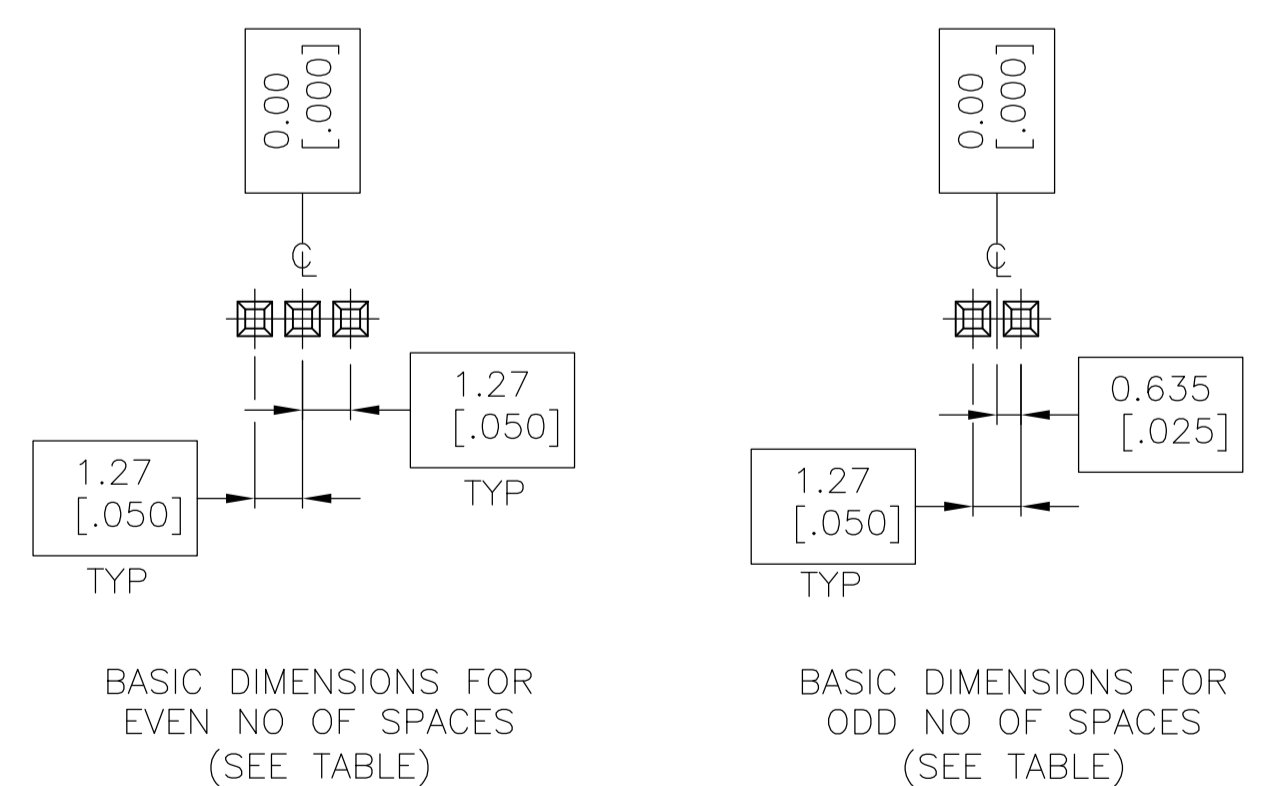 0.00
[.000]
℄
1.27
[.050]
TYP
1.27
[.050]
TYP
BASIC DIMENSIONS FOR
EVEN NO OF SPACES
(SEE TABLE)
0.00
[.000]
℄
0.635
[.025]
1.27
[.050]
TYP
BASIC DIMENSIONS FOR
ODD NO OF SPACES
(SEE TABLE)